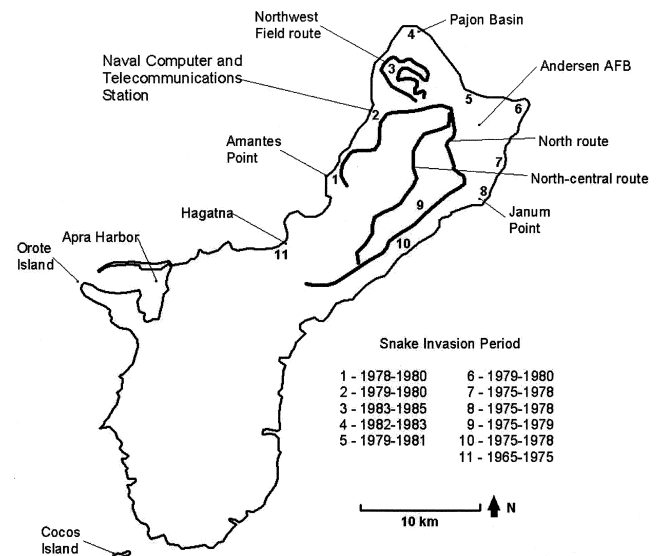 Northwest
Field route
4
Pajon Basin
Naval Computer and
Telecommunications
Station
3
Andersen AFB
5
6
2
Amantes
Point
North route
7
1
North-central route
8
Hagatna
9
Janum
Point
Apra Harbor
Orote
Island
11
10
Snake Invasion Period
1 - 1978-1980
2 - 1979-1980
3 - 1983-1985
4 - 1982-1983
5 - 1979-1981
6 - 1979-1980
7 - 1975-1978
8 - 1975-1978
9 - 1975-1979
10 - 1975-1978
11 - 1965-1975
N
10 km
Cocos
Island